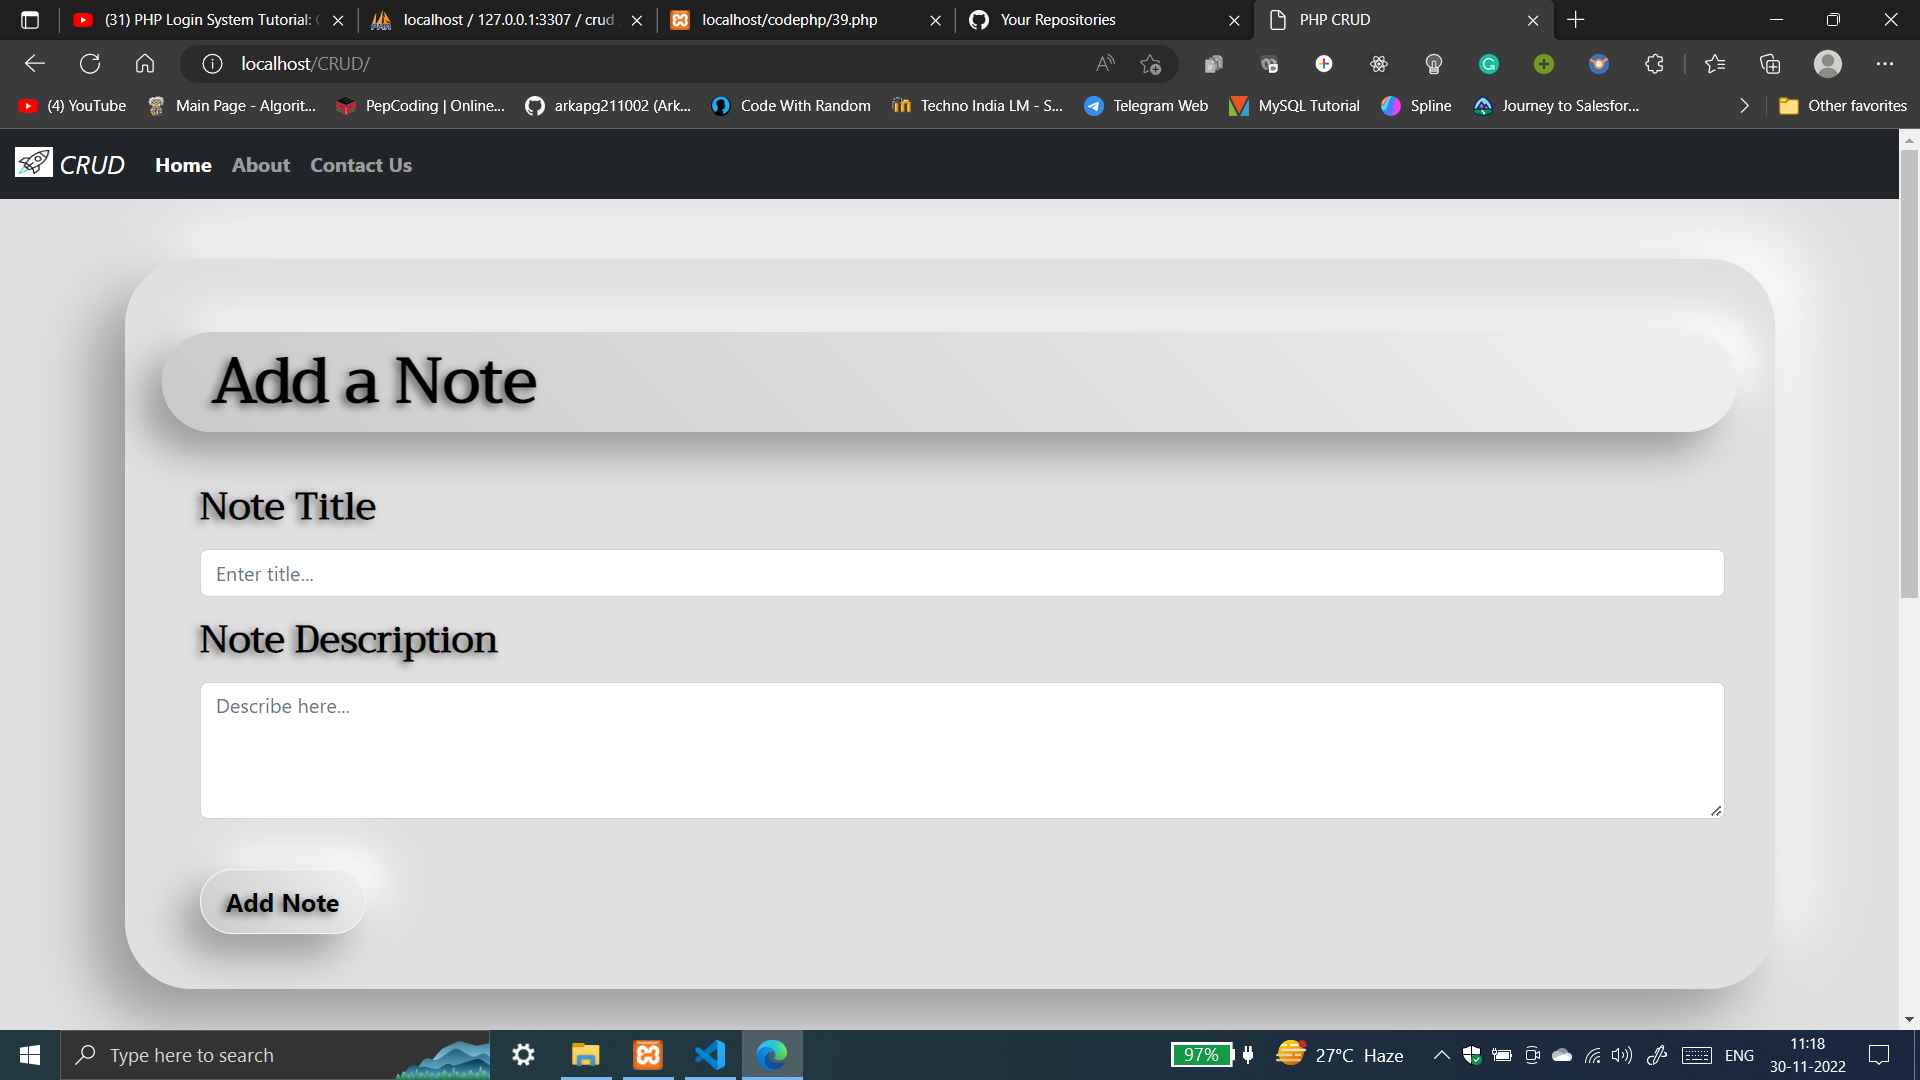 (31) PHP Login System Tutorial:
localhost / 127.0.0.1:3307 / crud
localhost/codephp/39.php
Your Repositories
PHP CRUD
localhost/CRUD/
(4) YouTube
Main Page - Algorit...
PepCoding | Online...
arkapg211002 (Ark...
Code With Random
Techno India LM - S...
Telegram Web
MySQL Tutorial
Spline
Journey to Salesfor...
Other favorites
CRUD
Home
About
Contact Us
Add a Note
Note Title
Enter title...
Note Description
Describe here...
Add Note
Type here to search
97%
27°C Haze
ENG
11:18
30-11-2022